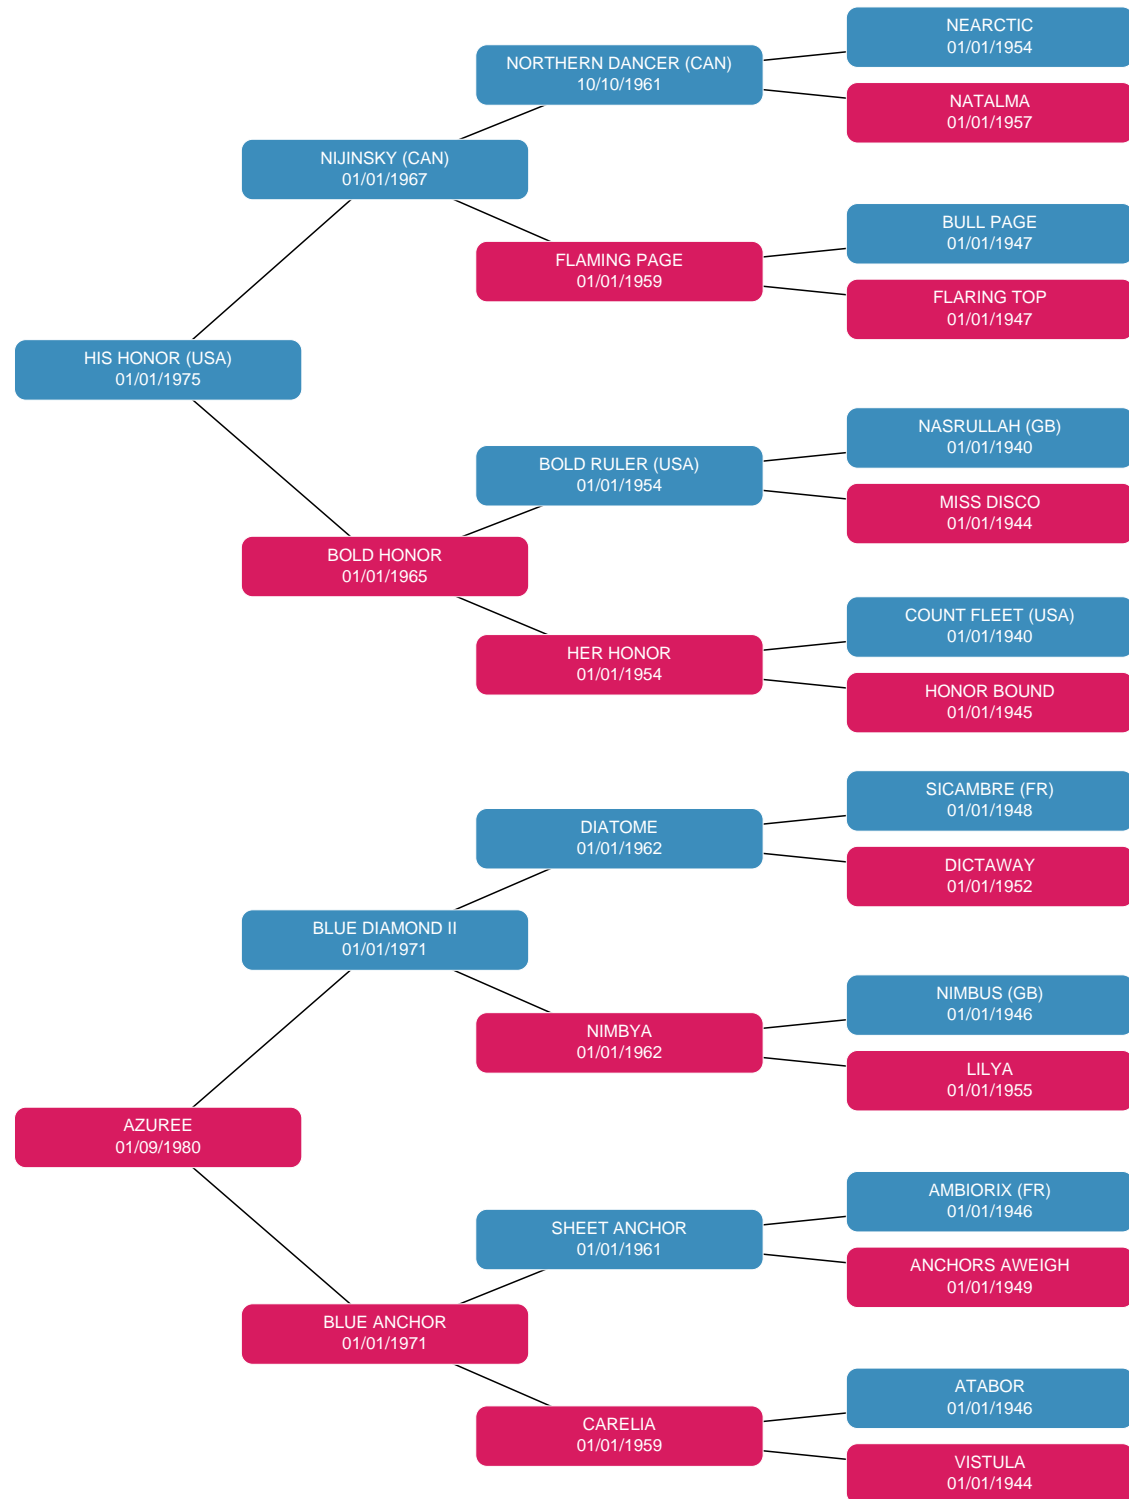 NEARCTIC
01/01/1954
NORTHERN DANCER (CAN)
10/10/1961
NATALMA
01/01/1957
NIJINSKY (CAN)
01/01/1967
BULL PAGE
01/01/1947
FLAMING PAGE
01/01/1959
FLARING TOP
01/01/1947
HIS HONOR (USA)
01/01/1975
NASRULLAH (GB)
01/01/1940
BOLD RULER (USA)
01/01/1954
MISS DISCO
01/01/1944
BOLD HONOR
01/01/1965
COUNT FLEET (USA)
01/01/1940
HER HONOR
01/01/1954
HONOR BOUND
01/01/1945
SICAMBRE (FR)
01/01/1948
DIATOME
01/01/1962
DICTAWAY
01/01/1952
BLUE DIAMOND II
01/01/1971
NIMBUS (GB)
01/01/1946
NIMBYA
01/01/1962
LILYA
01/01/1955
AZUREE
01/09/1980
AMBIORIX (FR)
01/01/1946
SHEET ANCHOR
01/01/1961
ANCHORS AWEIGH
01/01/1949
BLUE ANCHOR
01/01/1971
ATABOR
01/01/1946
CARELIA
01/01/1959
VISTULA
01/01/1944